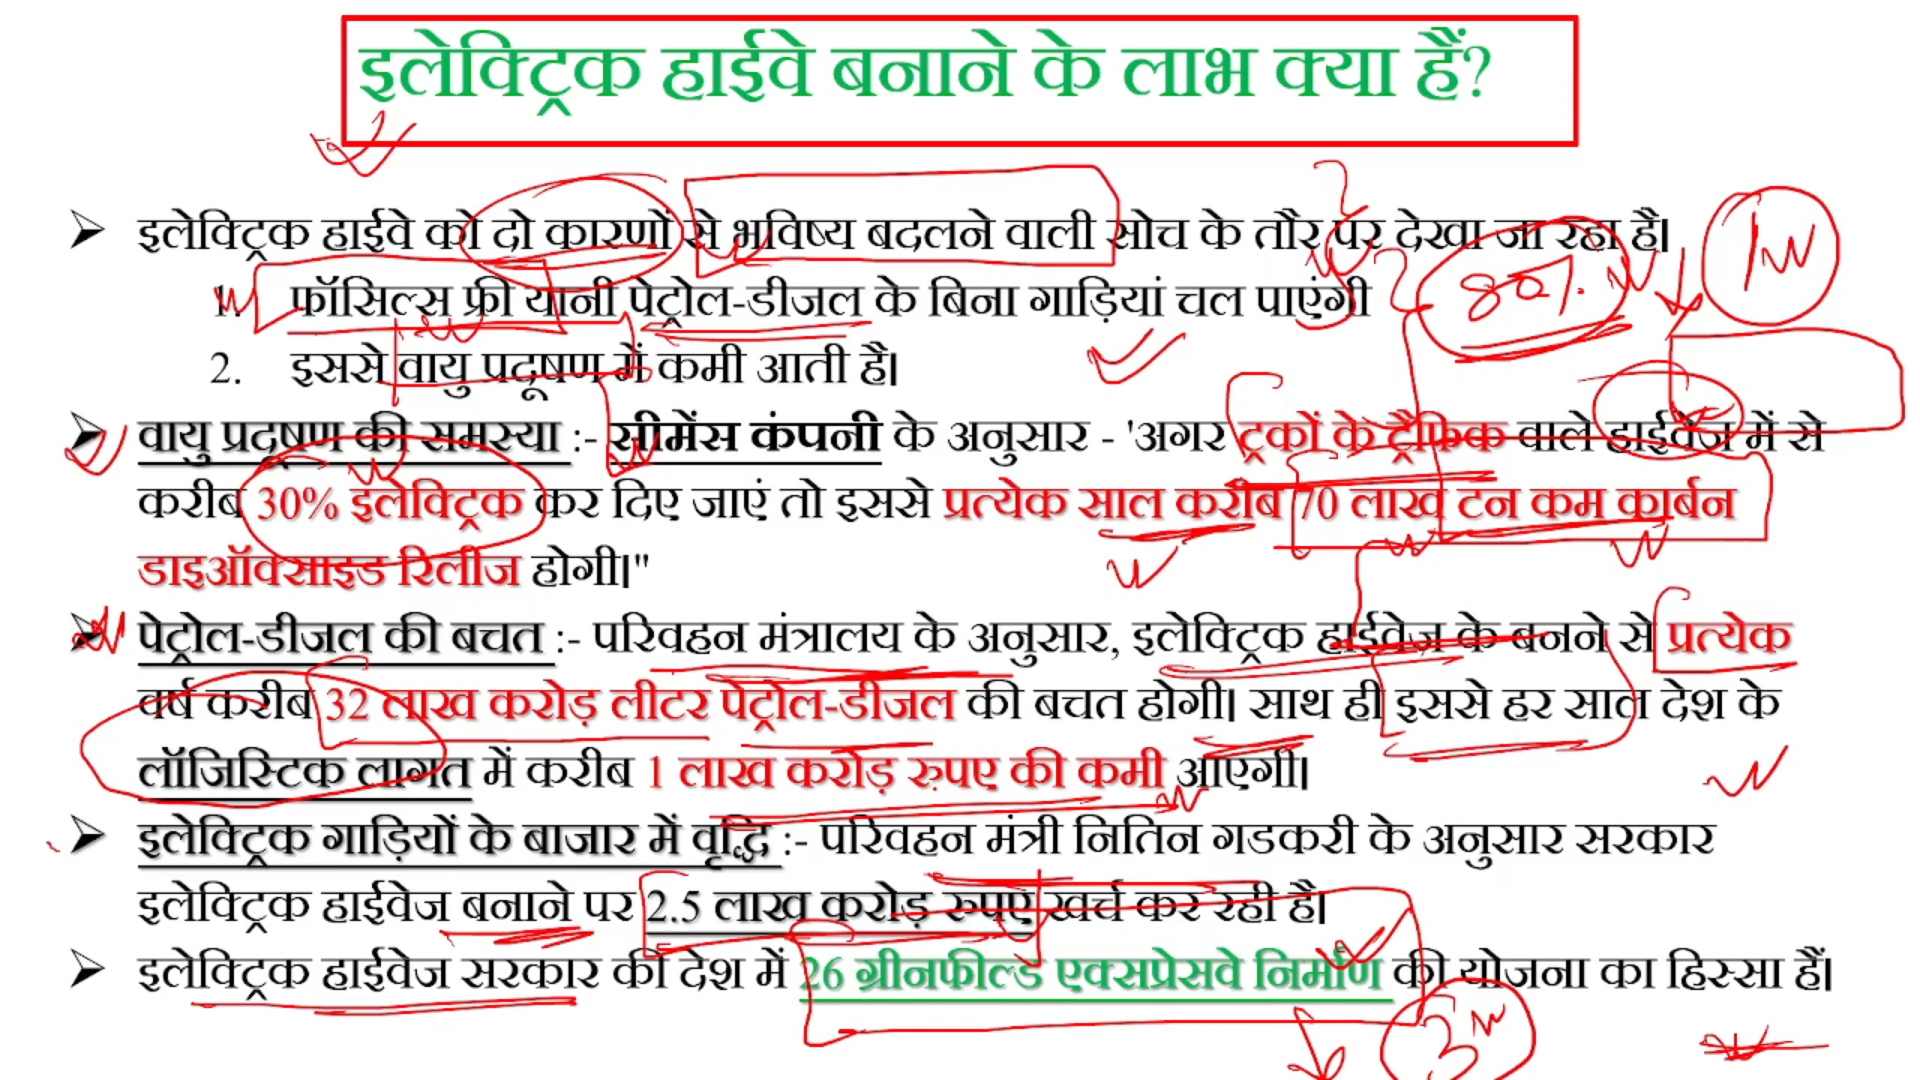 इलेक्ट्रिक हाईवे बनाने के लाभ क्या हैं?
➢ इलेक्ट्रिक हाईवे को दो कारणों से भविष्य बदलने वाली सोच के तौर पर देखा जा रहा है।
1. फॉसिल्स फ्री यानी पेट्रोल-डीजल के बिना गाड़ियां चल पाएंगी
80%.
1
2. इससे वायु प्रदूषण में कमी आती है।
➢ वायु प्रदूषण की समस्या :- सीमेंस कंपनी के अनुसार - 'अगर ट्रकों के ट्रैफिक वाले हाईवेज में से
करीब 30% इलेक्ट्रिक कर दिए जाएं तो इससे प्रत्येक साल करीब 70 लाख टन कम कार्बन
डाइऑक्साइड रिलीज होगी।"
➢ पेट्रोल-डीजल की बचत :- परिवहन मंत्रालय के अनुसार, इलेक्ट्रिक हाईवेज के बनने से प्रत्येक
वर्ष करीब 32 लाख करोड़ लीटर पेट्रोल-डीजल की बचत होगी। साथ ही इससे हर साल देश के
लॉजिस्टिक लागत में करीब 1 लाख करोड़ रुपए की कमी आएगी।
➢ इलेक्ट्रिक गाड़ियों के बाजार में वृद्धि :- परिवहन मंत्री नितिन गडकरी के अनुसार सरकार
इलेक्ट्रिक हाईवेज बनाने पर 2.5 लाख करोड़ रुपए खर्च कर रही है।
➢ इलेक्ट्रिक हाईवेज सरकार की देश में 26 ग्रीनफील्ड एक्सप्रेसवे निर्माण की योजना का हिस्सा हैं।
3